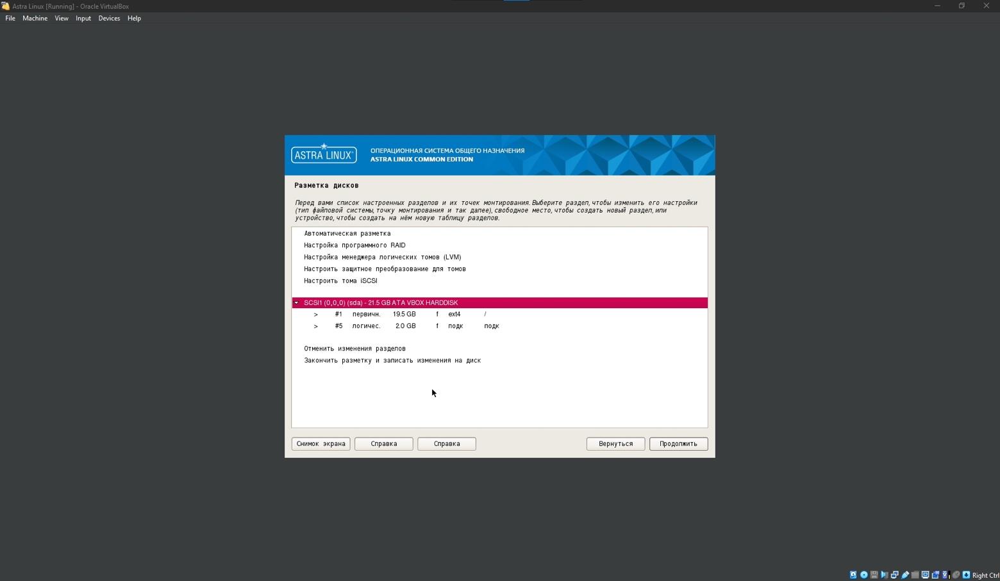 Astra Linux [Running] - Oracle VirtualBox
File Machine View Input Devices Help
ASTRA LINUX®
ОПЕРАЦИОННАЯ СИСТЕМА ОБЩЕГО НАЗНАЧЕНИЯ
ASTRA LINUX COMMON EDITION
Разметка дисков
Перед вами список настроенных разделов и их точек монтирования. Выберите раздел, чтобы изменить его настройки
(тип файловой системы, точку монтирования и так далее), свободное место, чтобы создать новый раздел, или
устройство, чтобы создать на нём новую таблицу разделов.
Автоматическая разметка
Настройка программного RAID
Настройка менеджера логических томов (LVM)
Настроить защитное преобразование для томов
Настроить тома iSCSI
SCSI1 (0,0,0) (sda) - 21.5 GB ATA VBOX HARDDISK
> #1 первичн. 19.5 GB f ext4 /
> #5 логичес. 2.0 GB f подк подк
Отменить изменения разделов
Закончить разметку и записать изменения на диск
Снимок экрана Справка Справка Вернуться Продолжить
Right Ctrl